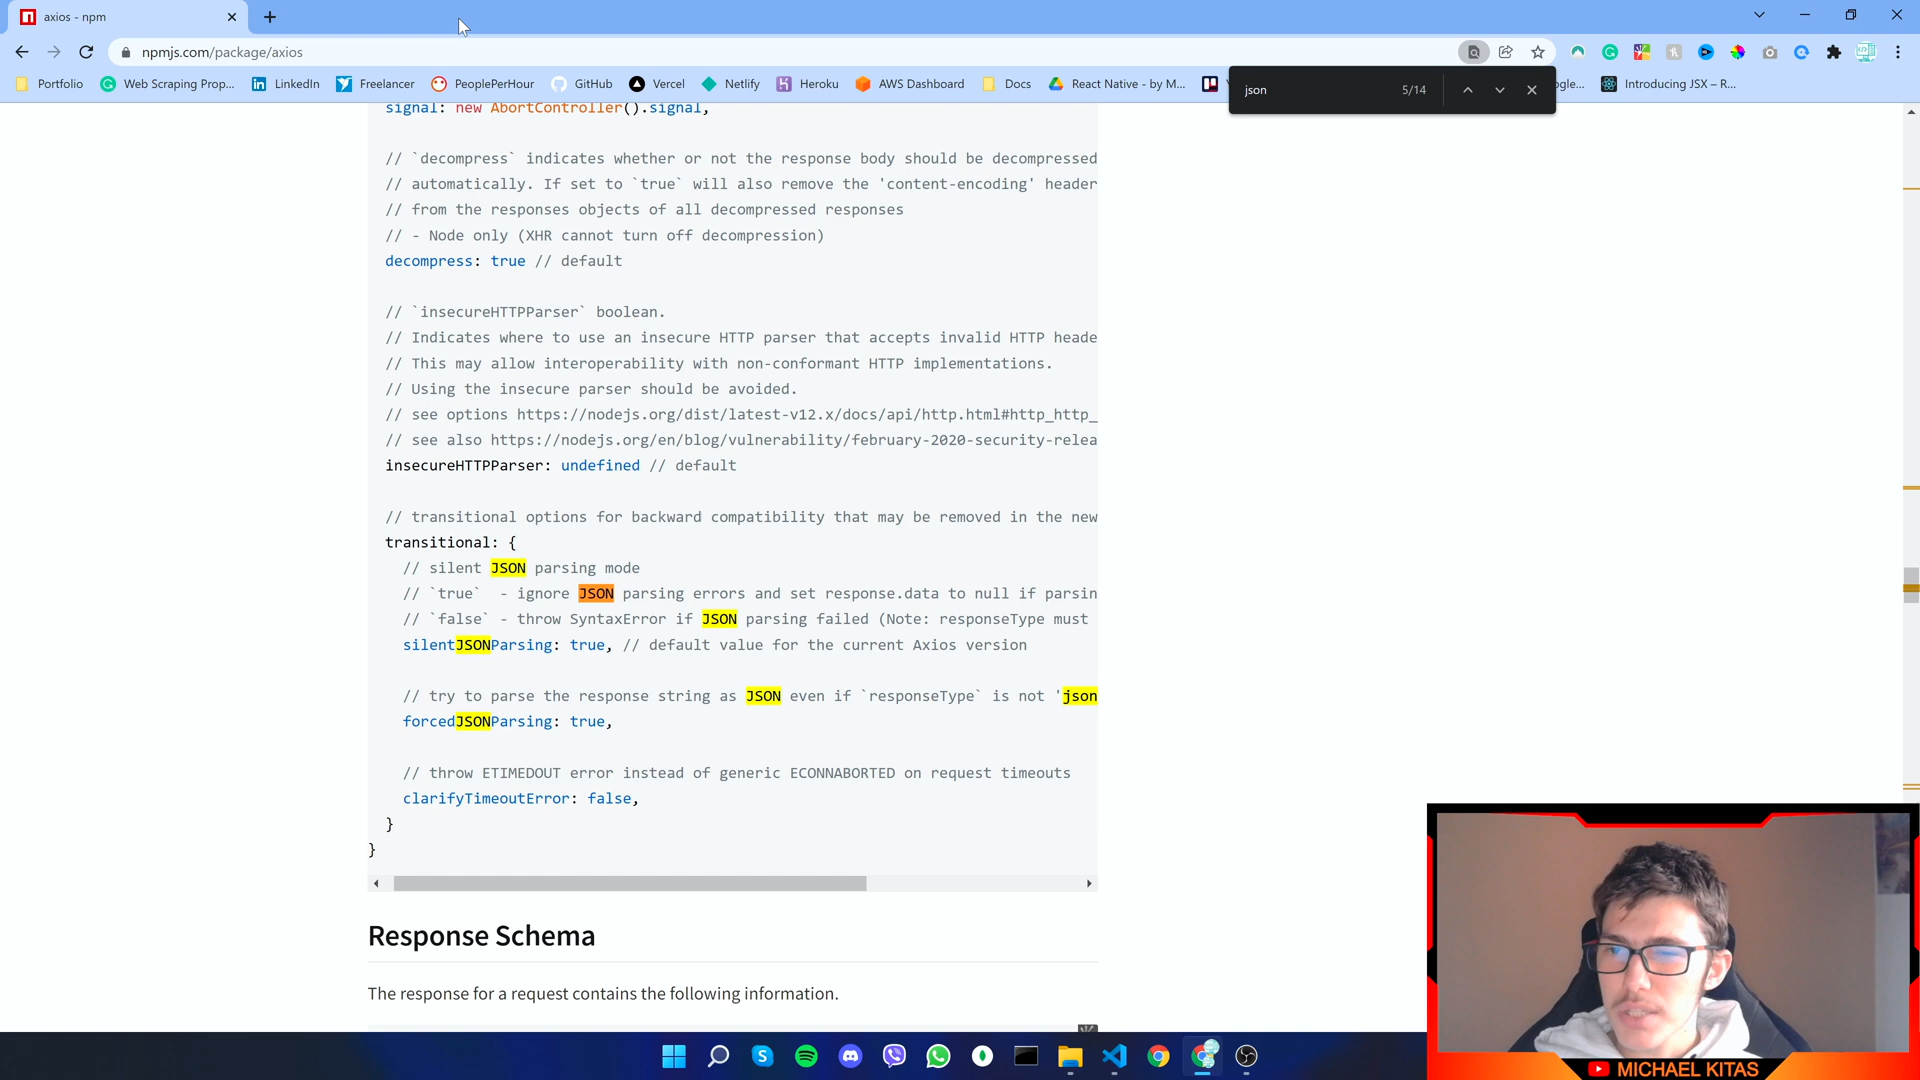 axios - npm
npmjs.com/package/axios
Portfolio
Web Scraping Prop...
LinkedIn
Freelancer
PeoplePerHour
GitHub
Vercel
Netlify
Heroku
AWS Dashboard
Docs
React Native - by M...
ogle...
Introducing JSX – R...
json
5/14
signal: new AbortController().signal,
// `decompress` indicates whether or not the response body should be decompressed
// automatically. If set to `true` will also remove the 'content-encoding' header
// from the responses objects of all decompressed responses
// - Node only (XHR cannot turn off decompression)
decompress: true // default
// `insecureHTTPParser` boolean.
// Indicates where to use an insecure HTTP parser that accepts invalid HTTP heade
// This may allow interoperability with non-conformant HTTP implementations.
// Using the insecure parser should be avoided.
// see options https://nodejs.org/dist/latest-v12.x/docs/api/http.html#http_http_
// see also https://nodejs.org/en/blog/vulnerability/february-2020-security-relea
insecureHTTPParser: undefined // default
// transitional options for backward compatibility that may be removed in the new
transitional: {
// silent JSON parsing mode
// `true`  - ignore JSON parsing errors and set response.data to null if parsin
// `false` - throw SyntaxError if JSON parsing failed (Note: responseType must
silentJSONParsing: true, // default value for the current Axios version
// try to parse the response string as JSON even if `responseType` is not 'json
forcedJSONParsing: true,
// throw ETIMEDOUT error instead of generic ECONNABORTED on request timeouts
clarifyTimeoutError: false,
}
}
Response Schema
The response for a request contains the following information.
MICHAEL KITAS